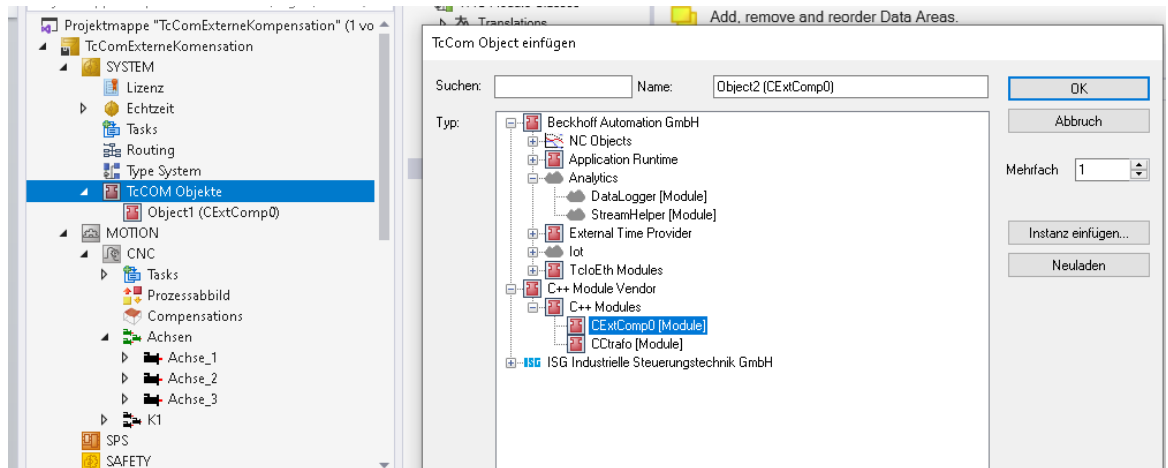 Projektmappe "TcComExterneKompensation" (1 vo
TcComExterneKomensation
SYSTEM
Lizenz
Echtzeit
Tasks
Routing
Type System
TcCOM Objekte
Object1 (CExtComp0)
MOTION
CNC
Tasks
Prozessabbild
Compensations
Achsen
Achse_1
Achse_2
Achse_3
K1
SPS
SAFETY
Translations
Add, remove and reorder Data Areas.
TcCom Object einfügen
Suchen:
Name:
Object2 (CExtComp0)
OK
Typ:
Abbruch
Mehrfach
1
Instanz einfügen...
Neuladen
Beckhoff Automation GmbH
NC Objects
Application Runtime
Analytics
DataLogger [Module]
StreamHelper [Module]
External Time Provider
Iot
TcIoEth Modules
C++ Module Vendor
C++ Modules
CExtComp0 [Module]
CCtrafo [Module]
ISG
ISG Industrielle Steuerungstechnik GmbH